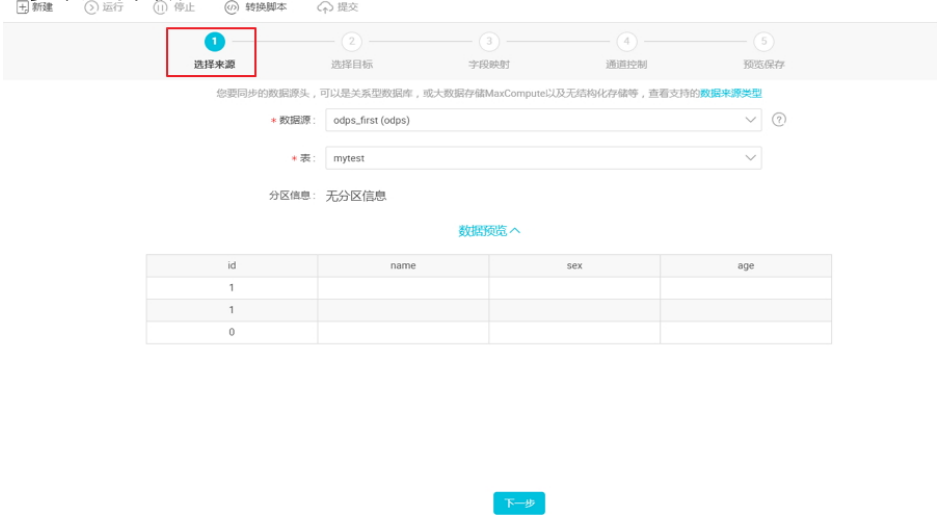 新建 运行 停止 转换脚本 提交
1 2 3 4 5
选择来源 选择目标 字段映射 通道控制 预览保存
您要同步的数据源头，可以是关系型数据库，或大数据存储MaxCompute以及无结构化存储等，查看支持的数据来源类型
* 数据源： odps_first (odps) ?
* 表： mytest
分区信息： 无分区信息
数据预览
id name sex age
1
1
0
下一步